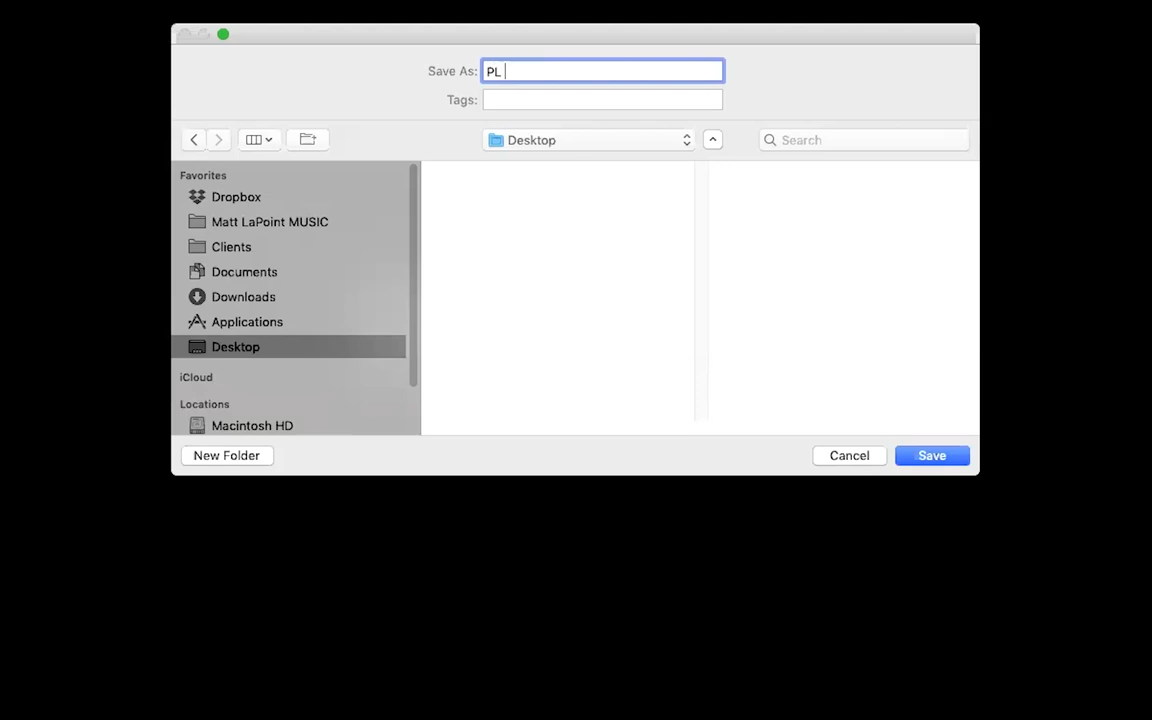 Save As: PL
Tags:
Desktop
Search
Favorites
Dropbox
Matt LaPoint MUSIC
Clients
Documents
Downloads
Applications
Desktop
iCloud
Locations
Macintosh HD
New Folder
Cancel
Save